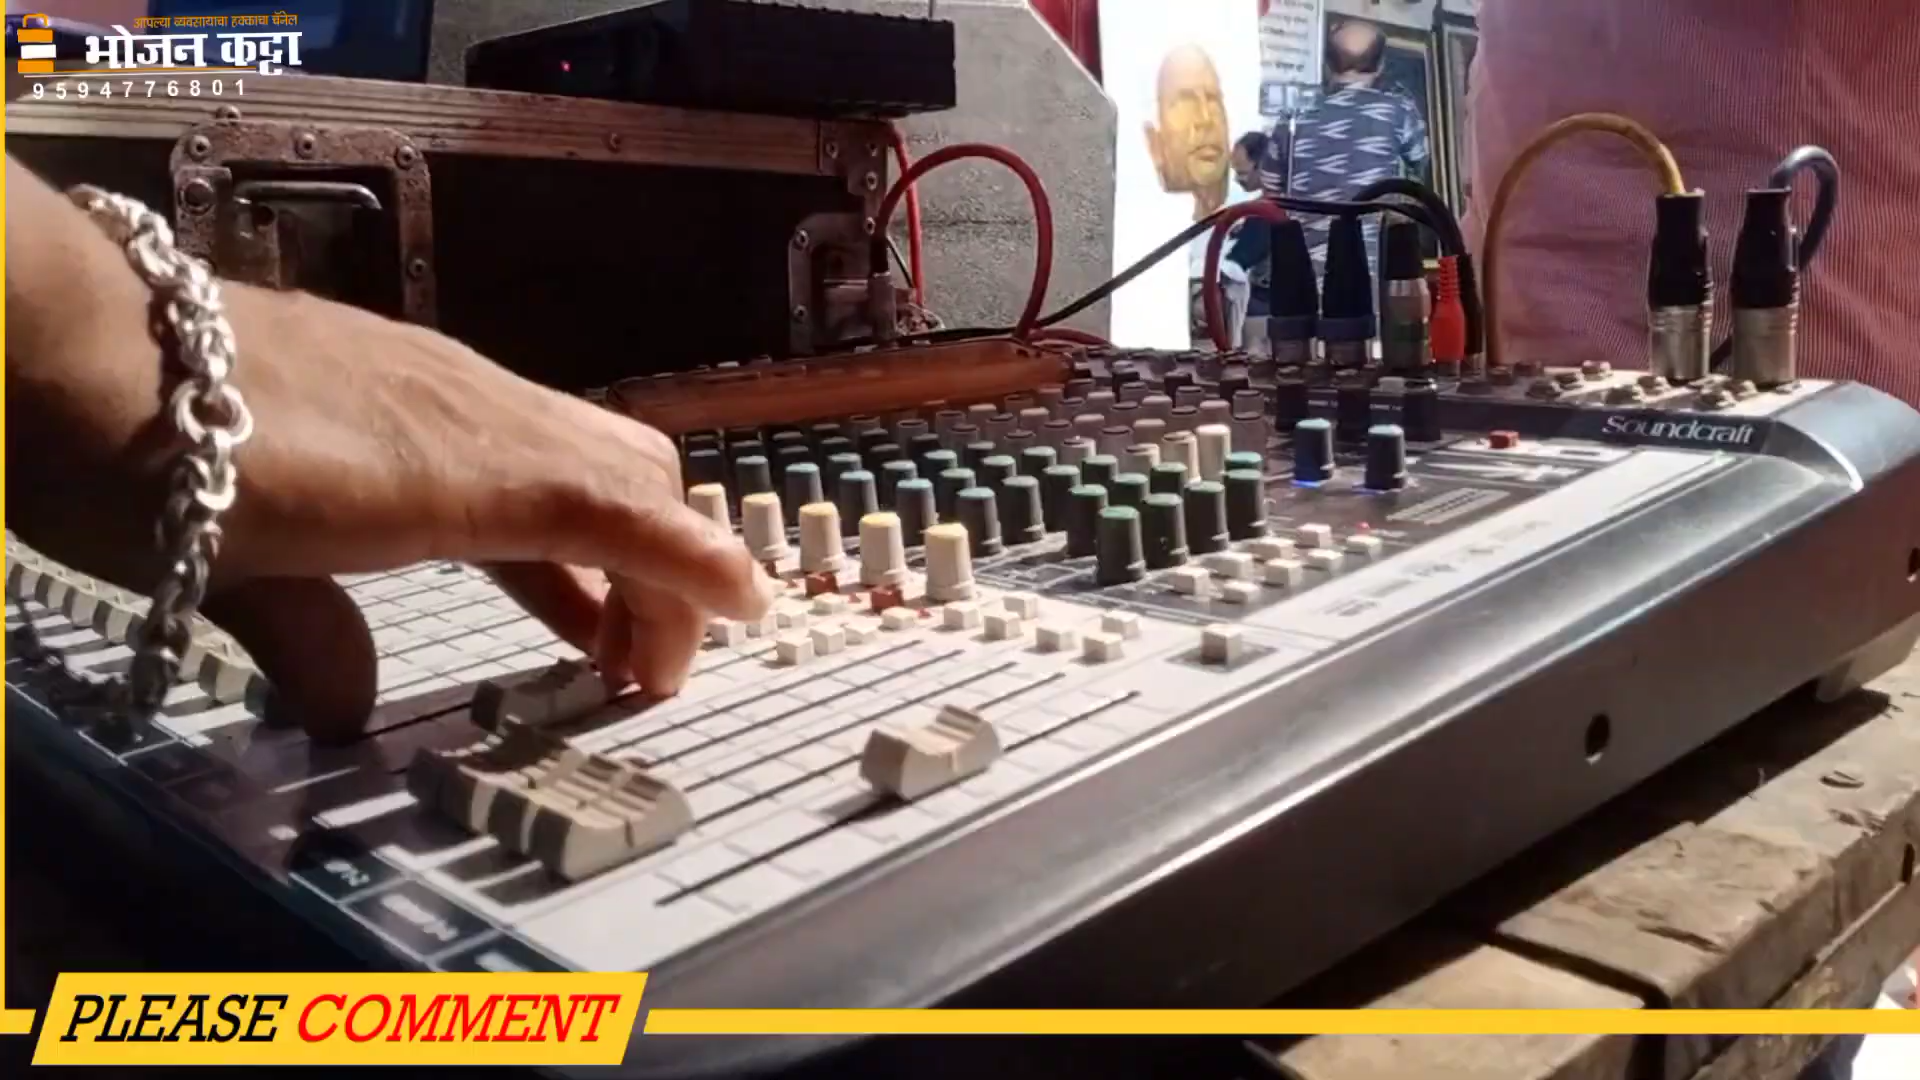 आपल्या व्यवसायाचा हक्काचा चॅनेल
भोजन कट्टा
9594776801
Soundcraft
PLEASE COMMENT